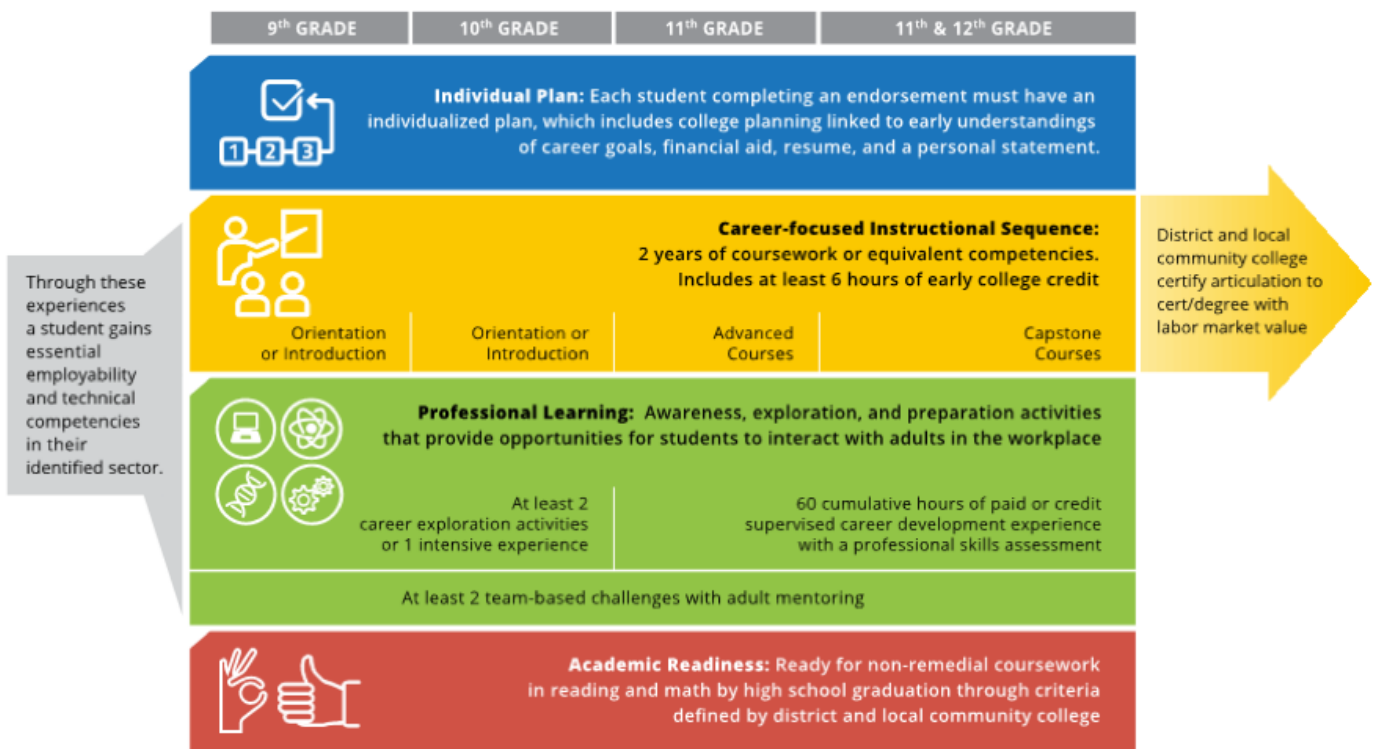 9th GRADE
10th GRADE
11th GRADE
11th & 12th GRADE
Individual Plan: Each student completing an endorsement must have an
individualized plan, which includes college planning linked to early understandings
of career goals, financial aid, resume, and a personal statement.
1 2 3
Through these
experiences
a student gains
essential
employability
and technical
competencies
in their
identified sector.
Career-focused Instructional Sequence:
2 years of coursework or equivalent competencies.
Includes at least 6 hours of early college credit
Orientation
or Introduction
Orientation or
Introduction
Advanced
Courses
Capstone
Courses
District and local
community college
certify articulation to
cert/degree with
labor market value
Professional Learning: Awareness, exploration, and preparation activities
that provide opportunities for students to interact with adults in the workplace
At least 2
career exploration activities
or 1 intensive experience
60 cumulative hours of paid or credit
supervised career development experience
with a professional skills assessment
At least 2 team-based challenges with adult mentoring
Academic Readiness: Ready for non-remedial coursework
in reading and math by high school graduation through criteria
defined by district and local community college